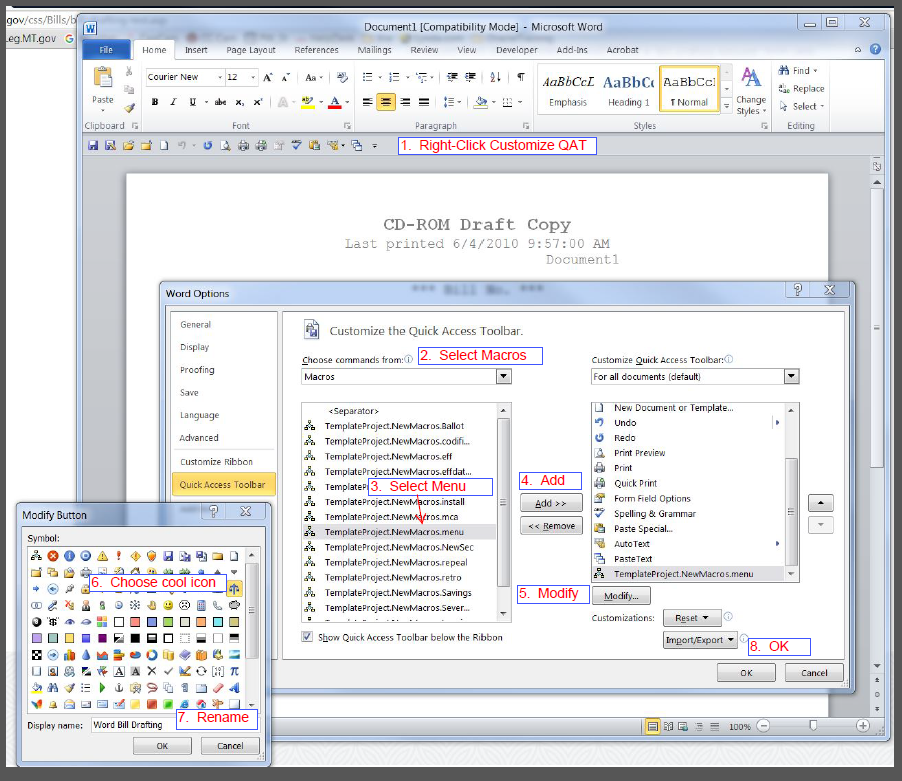 gov/css/Bills/b
eg.MT.gov
Document1 [Compatibility Mode] - Microsoft Word
File Home Insert Page Layout References Mailings Review View Developer Add-Ins Acrobat
Courier New 12
Paste
AaBbCcI AaBbCc AaBbCcI
Emphasis Heading 1 ¶ Normal
Change Styles
Find
Replace
Select
Clipboard Font Paragraph Styles Editing
1. Right-Click Customize QAT
CD-ROM Draft Copy
Last printed 6/4/2010 9:57:00 AM
Document1
*** Bill No. ***
Word Options
General
Display
Proofing
Save
Language
Advanced
Customize Ribbon
Quick Access Toolbar
Customize the Quick Access Toolbar.
Choose commands from:
2. Select Macros
Macros
<Separator>
TemplateProject.NewMacros.Ballot
TemplateProject.NewMacros.codifi...
TemplateProject.NewMacros.eff
TemplateProject.NewMacros.effdat...
3. Select Menu
TemplateProject.NewMacros.install
TemplateProject.NewMacros.mca
TemplateProject.NewMacros.menu
TemplateProject.NewMacros.NewSec
TemplateProject.NewMacros.repeal
TemplateProject.NewMacros.retro
TemplateProject.NewMacros.Savings
TemplateProject.NewMacros.Sever...
Show Quick Access Toolbar below the Ribbon
4. Add
Add >>
<< Remove
5. Modify
Customize Quick Access Toolbar:
For all documents (default)
New Document or Template...
Undo
Redo
Print Preview
Print
Quick Print
Form Field Options
Spelling & Grammar
Paste Special...
AutoText
PasteText
TemplateProject.NewMacros.menu
Modify...
Customizations: Reset
Import/Export
8. OK
OK Cancel
Modify Button
Symbol:
6. Choose cool icon
7. Rename
Display name: Word Bill Drafting
OK Cancel
100%